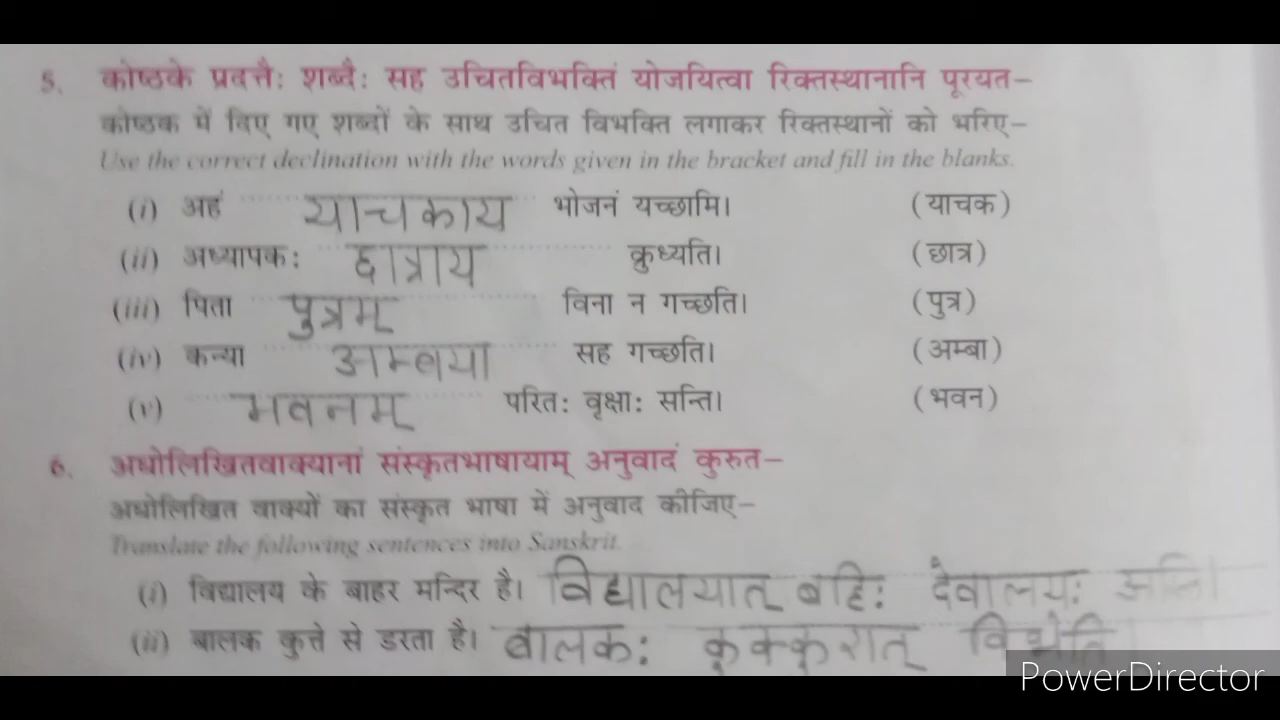 5. कोष्ठके प्रदत्तैः शब्दैः सह उचितविभक्तिं योजयित्वा रिक्तस्थानानि पूरयत–
कोष्ठक में दिए गए शब्दों के साथ उचित विभक्ति लगाकर रिक्तस्थानों को भरिए–
Use the correct declination with the words given in the bracket and fill in the blanks.
(i) अहं याचकाय भोजनं यच्छामि। (याचक)
(ii) अध्यापकः छात्राय क्रुध्यति। (छात्र)
(iii) पिता पुत्रम् विना न गच्छति। (पुत्र)
(iv) कन्या अम्बया सह गच्छति। (अम्बा)
(v) भवनम् परितः वृक्षाः सन्ति। (भवन)
6. अधोलिखितवाक्यानां संस्कृतभाषायाम् अनुवादं कुरुत–
अधोलिखित वाक्यों का संस्कृत भाषा में अनुवाद कीजिए–
Translate the following sentences into Sanskrit.
(i) विद्यालय के बाहर मन्दिर है। विद्यालयात् बहिः देवालयः अस्ति।
(ii) बालक कुत्ते से डरता है। बालकः कुक्कुरात् विभेति
PowerDirector